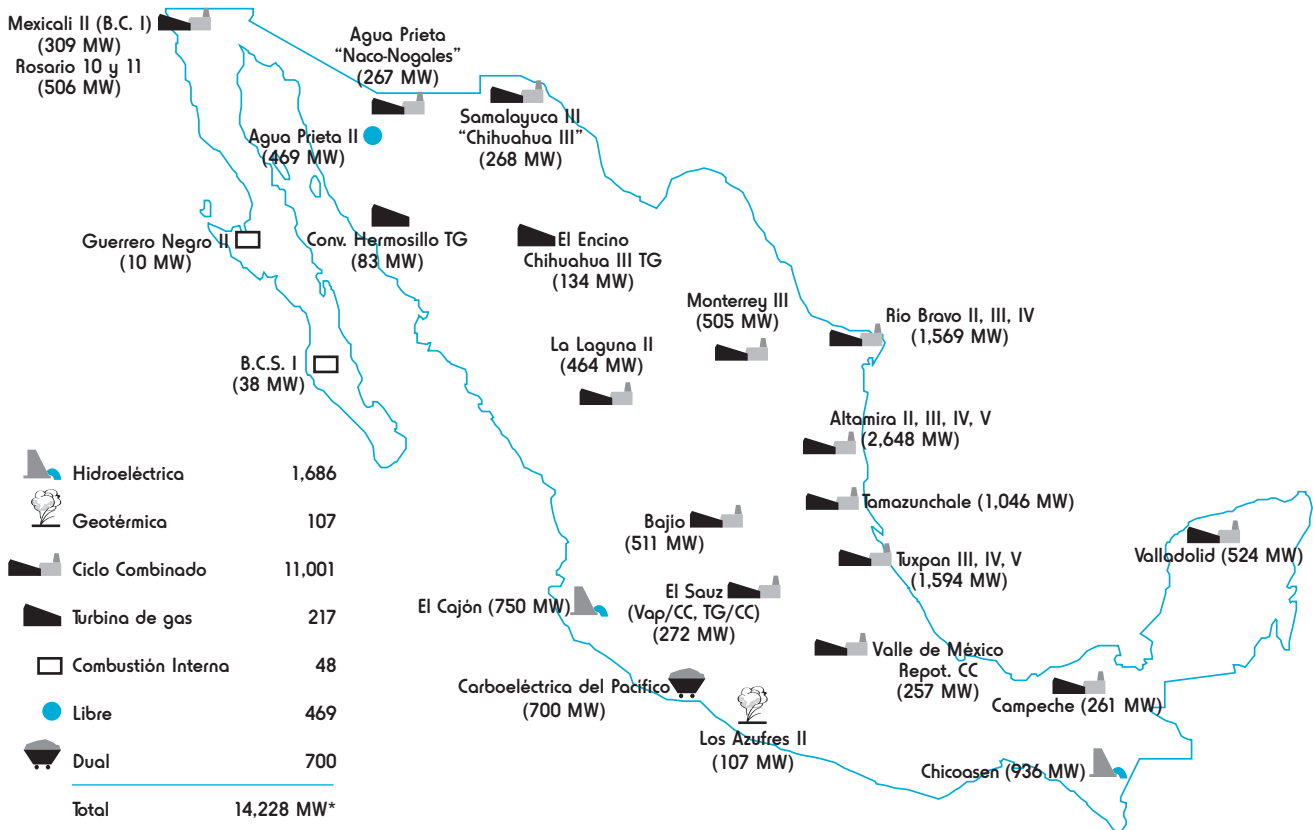 Mexicali II (B.C. I)
(309 MW)
Rosario 10 y 11
(506 MW)
Agua Prieta
“Naco-Nogales”
(267 MW)
Agua Prieta II
(469 MW)
Samalayuca III
“Chihuahua III”
(268 MW)
Guerrero Negro II
(10 MW)
Conv. Hermosillo TG
(83 MW)
El Encino
Chihuahua III TG
(134 MW)
Monterrey III
(505 MW)
Rio Bravo II, III, IV
(1,569 MW)
La Laguna II
(464 MW)
B.C.S. I
(38 MW)
Altamira II, III, IV, V
(2,648 MW)
Tamazunchale (1,046 MW)
Bajio
(511 MW)
Tuxpan III, IV, V
(1,594 MW)
Valladolid (524 MW)
El Cajón (750 MW)
El Sauz
(Vap/CC, TG/CC)
(272 MW)
Valle de México
Repot. CC
(257 MW)
Carboeléctrica del Pacífico
(700 MW)
Los Azufres II
(107 MW)
Campeche (261 MW)
Chicoasen (936 MW)
Hidroeléctrica 1,686
Geotérmica 107
Ciclo Combinado 11,001
Turbina de gas 217
Combustión Interna 48
Libre 469
Dual 700
Total 14,228 MW*